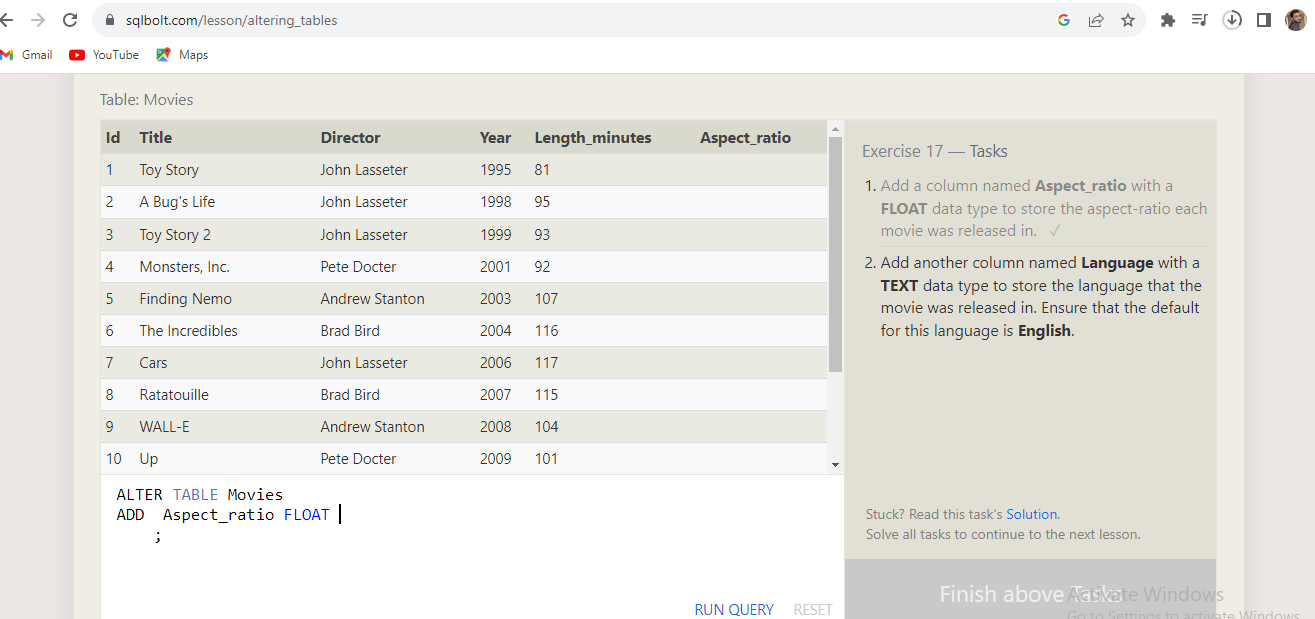 sqlbolt.com/lesson/altering_tables
Gmail YouTube Maps
Table: Movies
Id Title Director Year Length_minutes Aspect_ratio
1 Toy Story John Lasseter 1995 81
2 A Bug's Life John Lasseter 1998 95
3 Toy Story 2 John Lasseter 1999 93
4 Monsters, Inc. Pete Docter 2001 92
5 Finding Nemo Andrew Stanton 2003 107
6 The Incredibles Brad Bird 2004 116
7 Cars John Lasseter 2006 117
8 Ratatouille Brad Bird 2007 115
9 WALL-E Andrew Stanton 2008 104
10 Up Pete Docter 2009 101
ALTER TABLE Movies
ADD  Aspect_ratio FLOAT
;
RUN QUERY RESET
Exercise 17 — Tasks
1. Add a column named Aspect_ratio with a
FLOAT data type to store the aspect-ratio each
movie was released in. ✓
2. Add another column named Language with a
TEXT data type to store the language that the
movie was released in. Ensure that the default
for this language is English.
Stuck? Read this task's Solution.
Solve all tasks to continue to the next lesson.
Finish above Tasks
Activate Windows
Go to Settings to activate Windows.